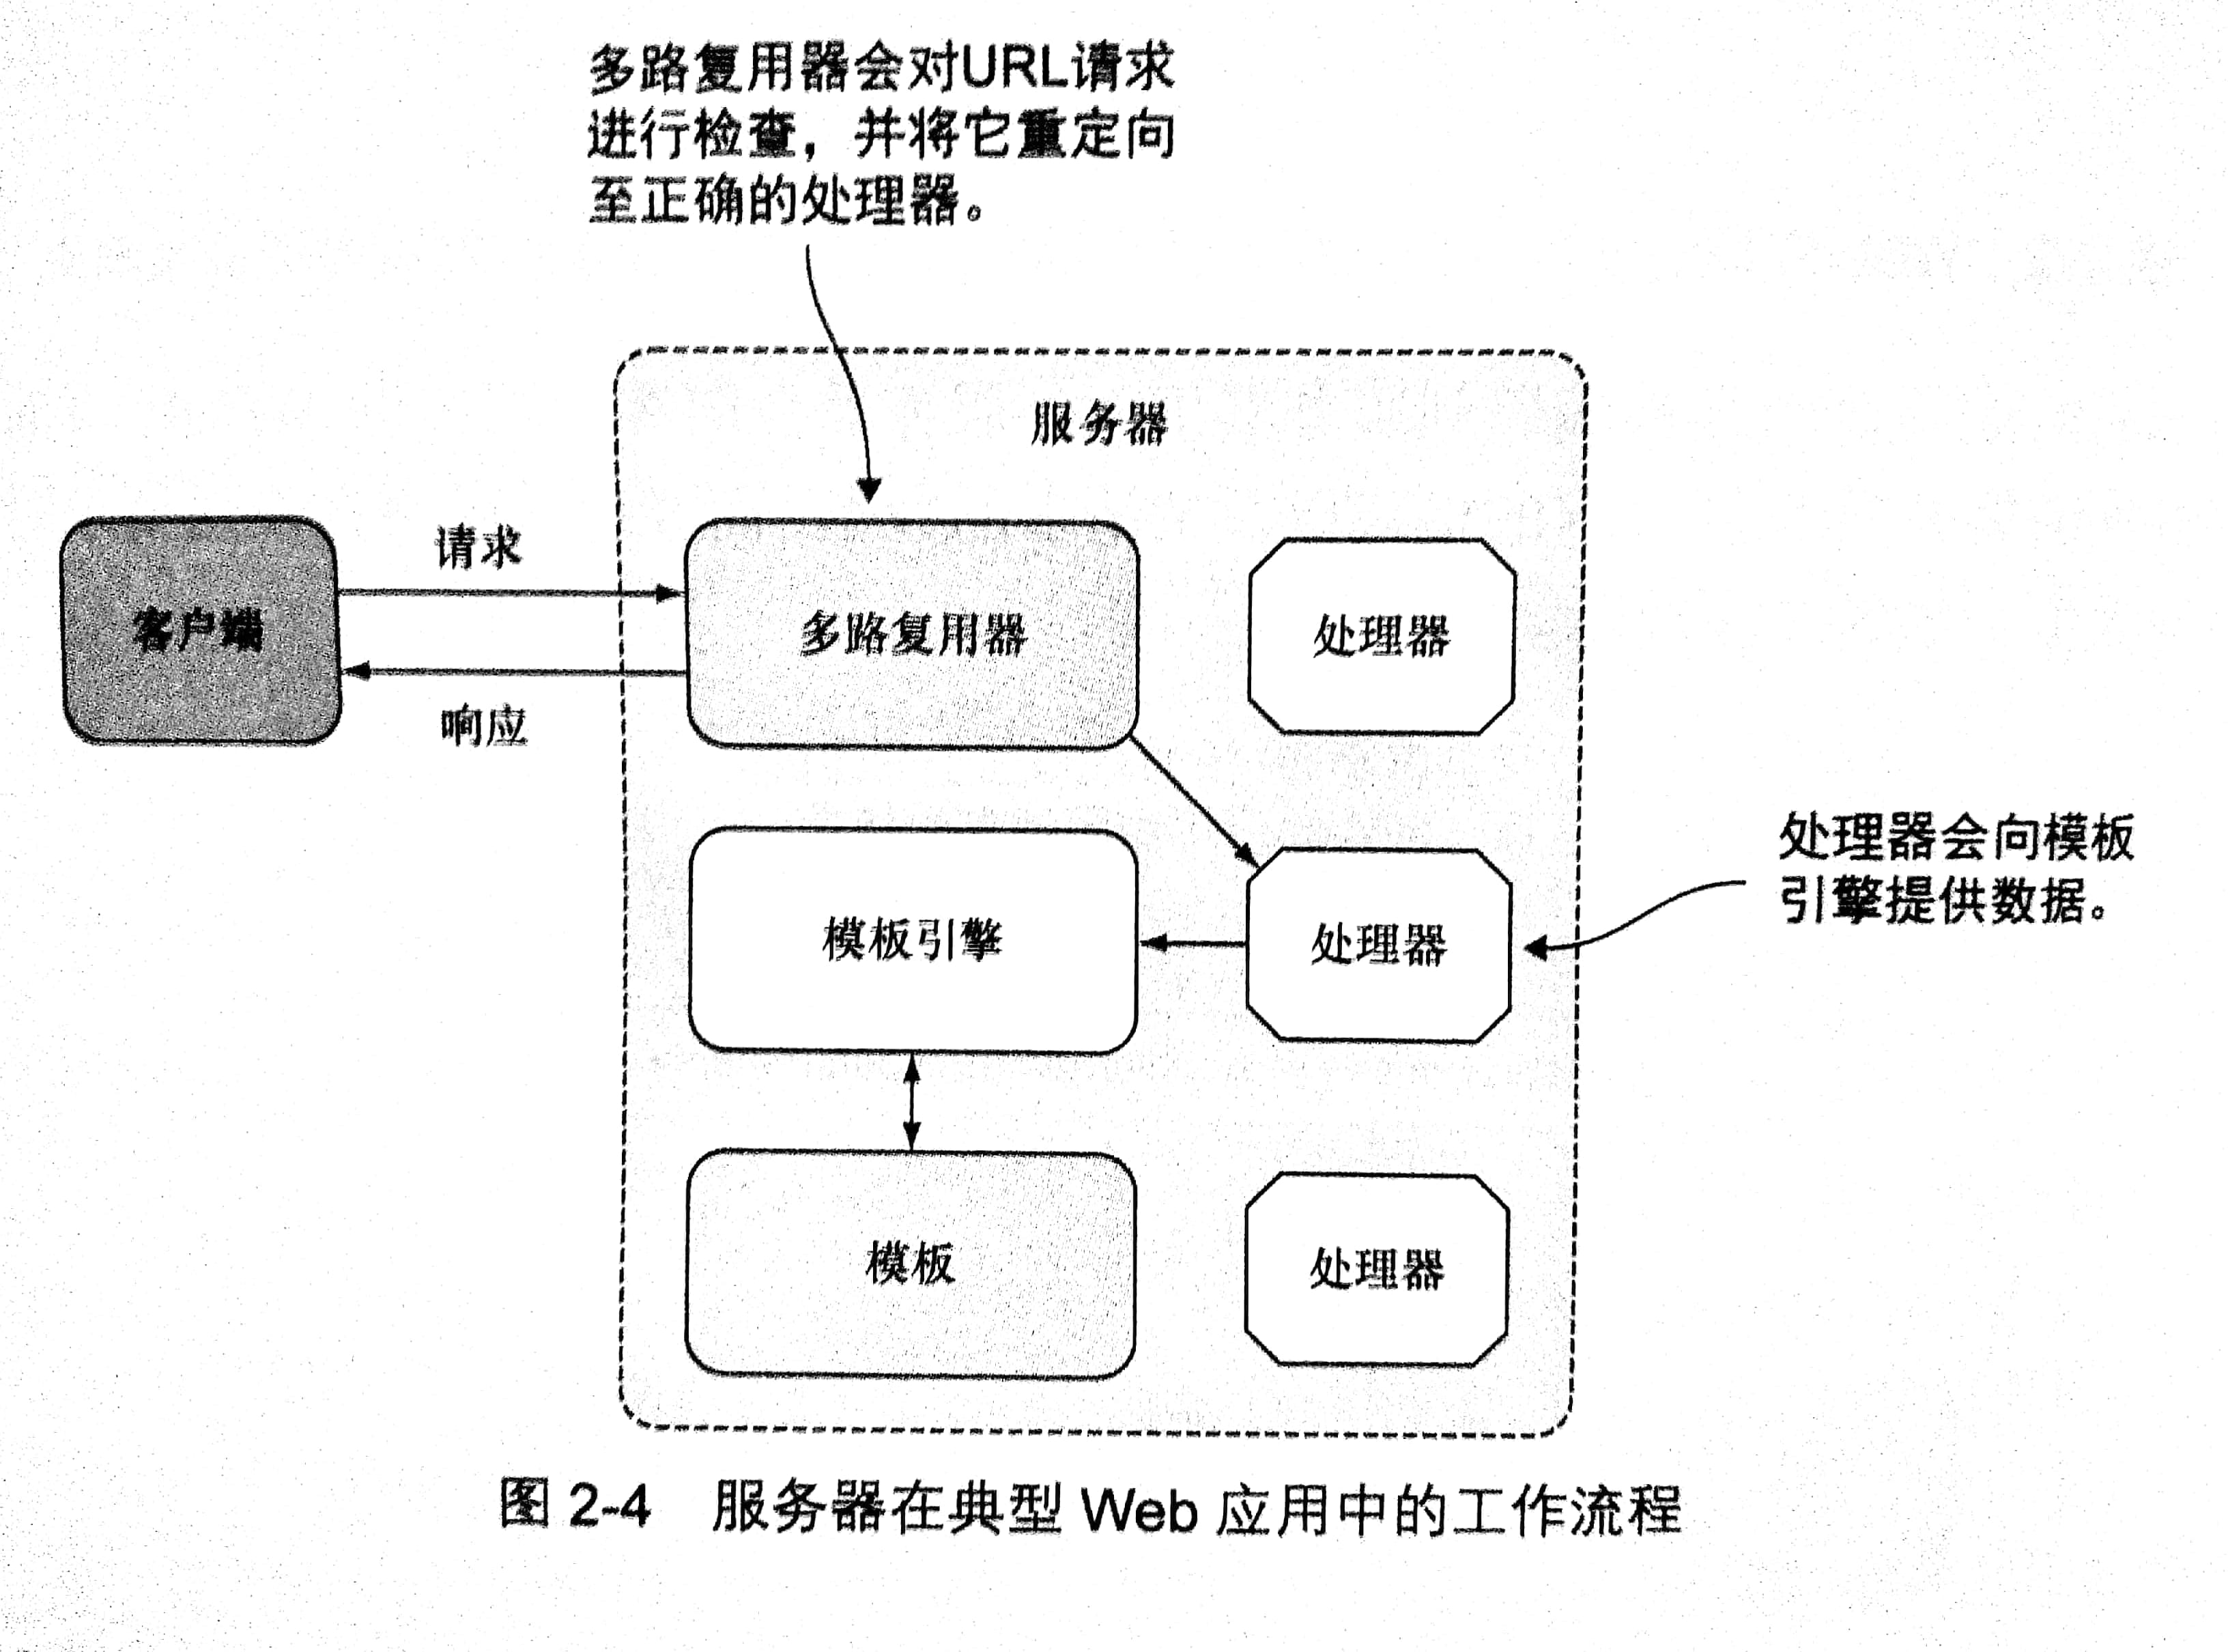 多路复用器会对URL请求
进行检查，并将它重定向
至正确的处理器。
服务器
请求
客户端
多路复用器
处理器
响应
处理器会向模板
引擎提供数据。
模板引擎
处理器
模板
处理器
图 2-4 服务器在典型 Web 应用中的工作流程